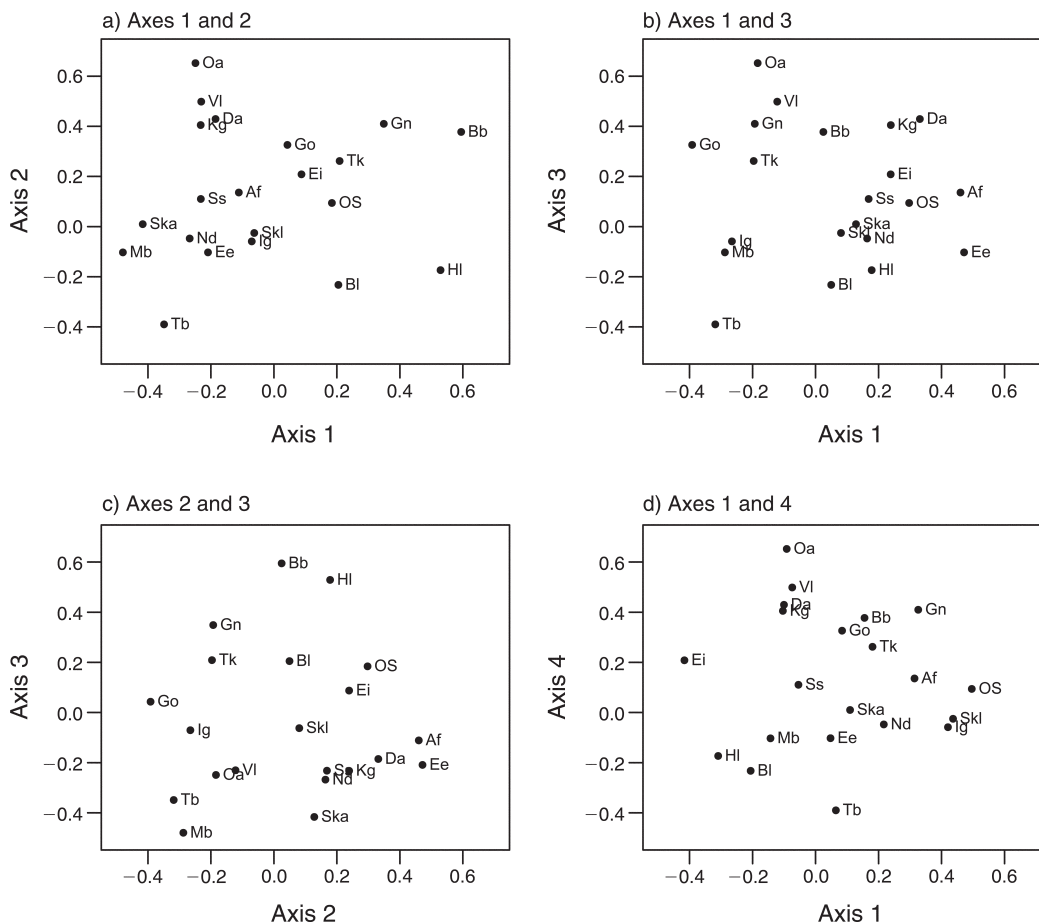 a) Axes 1 and 2
Axis 2
0.6
0.4
0.2
0.0
−0.2
−0.4
Oa
Vl
Da
Kg
Gn
Bb
Go
Tk
Ei
Af
Ss
OS
Ska
Skl
Nd
Ig
Mb
Ee
Hl
Bl
Tb
−0.4 −0.2 0.0 0.2 0.4 0.6
Axis 1
b) Axes 1 and 3
Axis 3
0.6
0.4
0.2
0.0
−0.2
−0.4
Oa
Vl
Da
Gn
Kg
Bb
Go
Tk
Ei
Af
Ss
OS
Ska
Skl
Nd
Ig
Mb
Ee
Hl
Bl
Tb
−0.4 −0.2 0.0 0.2 0.4 0.6
Axis 1
c) Axes 2 and 3
Axis 3
0.6
0.4
0.2
0.0
−0.2
−0.4
Bb
Hl
Gn
Tk
Bl
OS
Ei
Go
Skl
Ig
Af
Da
Ee
Vl
Oa
Ss
Kg
Nd
Tb
Ska
Mb
−0.4 −0.2 0.0 0.2 0.4 0.6
Axis 2
d) Axes 1 and 4
Axis 4
0.6
0.4
0.2
0.0
−0.2
−0.4
Oa
Vl
Da
Kg
Gn
Bb
Go
Tk
Ei
Af
Ss
OS
Ska
Skl
Nd
Ig
Mb
Ee
Hl
Bl
Tb
−0.4 −0.2 0.0 0.2 0.4 0.6
Axis 1